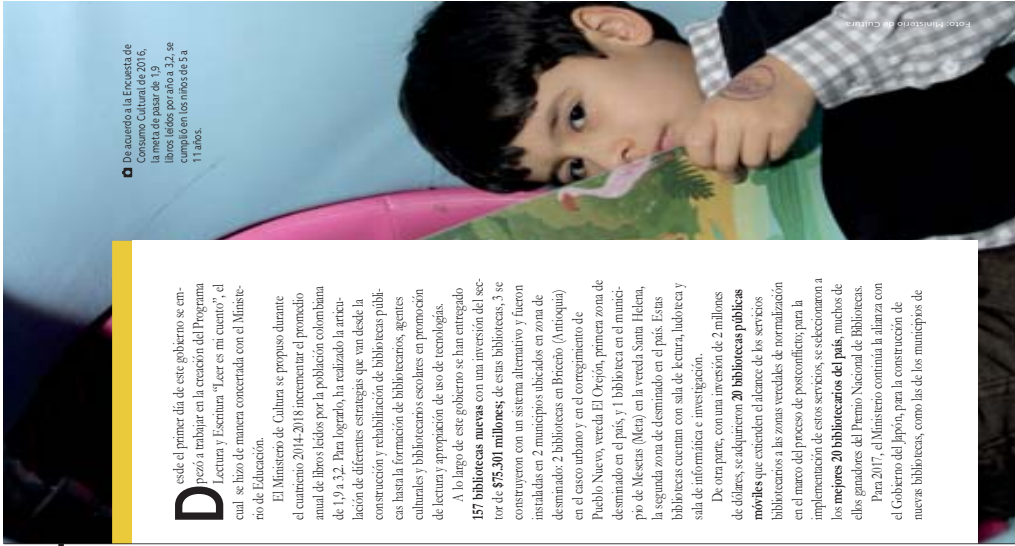 Foto: Ministerio de Cultura
De acuerdo a la Encuesta de
Consumo Cultural de 2016,
la meta de pasar de 1,9
libros leídos por año a 3,2, se
cumplió en los niños de 5 a
11 años.
Desde el primer día de este gobierno se em-
pezó a trabajar en la creación del Programa
Lectura y Escritura “Leer es mi cuento”, el
cual se hizo de manera concertada con el Ministe-
rio de Educación.
El Ministerio de Cultura se propuso durante
el cuatrienio 2014-2018 incrementar el promedio
anual de libros leídos por la población colombiana
de 1,9 a 3,2. Para lograrlo, ha realizado la articu-
lación de diferentes estrategias que van desde la
construcción y rehabilitación de bibliotecas públi-
cas hasta la formación de bibliotecarios, agentes
culturales y bibliotecarios escolares en promoción
de lectura y apropiación de uso de tecnologías.
A lo largo de este gobierno se han entregado
157 bibliotecas nuevas con una inversión del sec-
tor de $75.301 millones; de estas bibliotecas, 3 se
construyeron con un sistema alternativo y fueron
instaladas en 2 municipios ubicados en zona de
desminado: 2 bibliotecas en Briceño (Antioquia)
en el casco urbano y en el corregimiento de
Pueblo Nuevo, vereda El Orejón, primera zona de
desminado en el país, y 1 biblioteca en el munici-
pio de Mesetas (Meta) en la vereda Santa Helena,
la segunda zona de desminado en el país. Estas
bibliotecas cuentan con sala de lectura, ludoteca y
sala de informática e investigación.
De otra parte, con una inversión de 2 millones
de dólares, se adquirieron 20 bibliotecas públicas
móviles que extienden el alcance de los servicios
bibliotecarios a las zonas veredales de normalización
en el marco del proceso de postconflicto; para la
implementación de estos servicios, se seleccionaron a
los mejores 20 bibliotecarios del país, muchos de
ellos ganadores del Premio Nacional de Bibliotecas.
Para 2017, el Ministerio continúa la alianza con
el Gobierno del Japón, para la construcción de
nuevas bibliotecas, como las de los municipios de